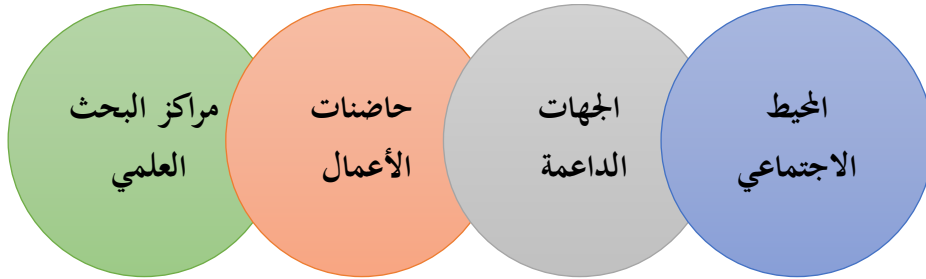 المحيط
الاجتماعي
الجهات
الداعمة
حاضنات
الأعمال
مراكز البحث
العلمي